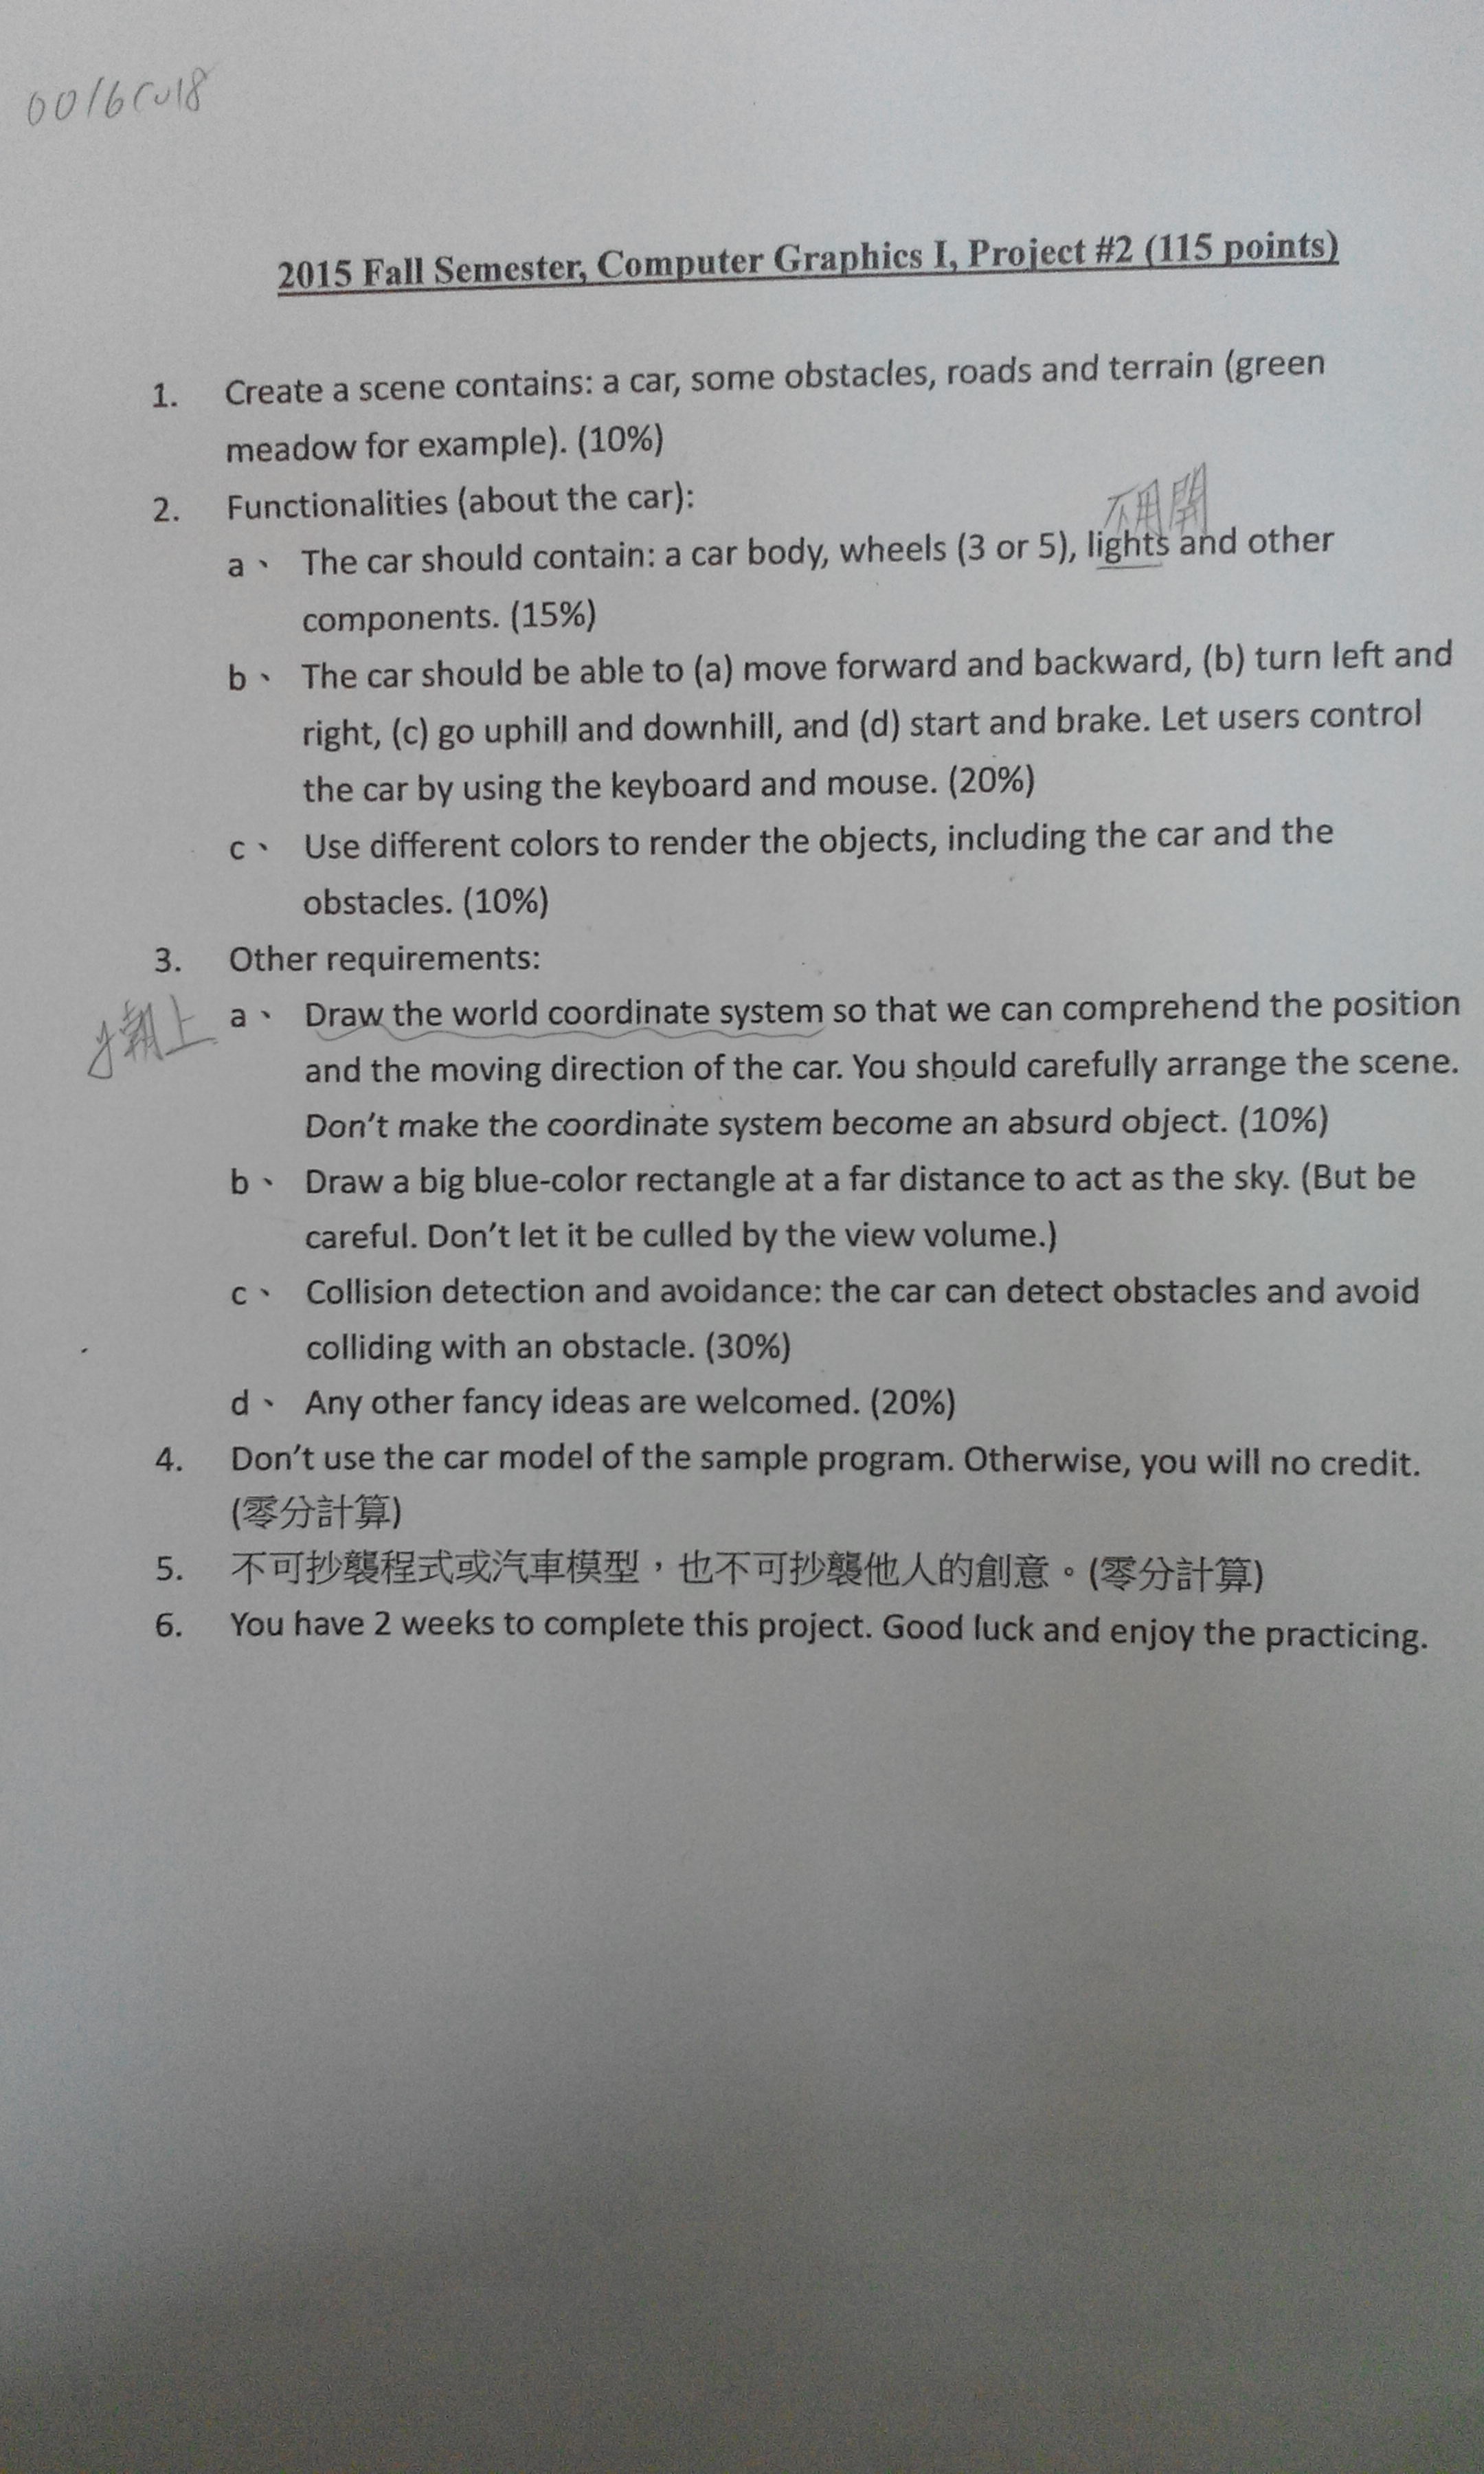 2015 Fall Semester, Computer Graphics I, Project #2 (115 points)
1. Create a scene contains: a car, some obstacles, roads and terrain (green
meadow for example). (10%)
2. Functionalities (about the car):
不用開
a、 The car should contain: a car body, wheels (3 or 5), lights and other
components. (15%)
b、 The car should be able to (a) move forward and backward, (b) turn left and
right, (c) go uphill and downhill, and (d) start and brake. Let users control
the car by using the keyboard and mouse. (20%)
c、 Use different colors to render the objects, including the car and the
obstacles. (10%)
3. Other requirements:
y朝上
a、 Draw the world coordinate system so that we can comprehend the position
and the moving direction of the car. You should carefully arrange the scene.
Don't make the coordinate system become an absurd object. (10%)
b、 Draw a big blue-color rectangle at a far distance to act as the sky. (But be
careful. Don't let it be culled by the view volume.)
c、 Collision detection and avoidance: the car can detect obstacles and avoid
colliding with an obstacle. (30%)
d、 Any other fancy ideas are welcomed. (20%)
4. Don't use the car model of the sample program. Otherwise, you will no credit.
(零分計算)
5. 不可抄襲程式或汽車模型，也不可抄襲他人的創意。(零分計算)
6. You have 2 weeks to complete this project. Good luck and enjoy the practicing.